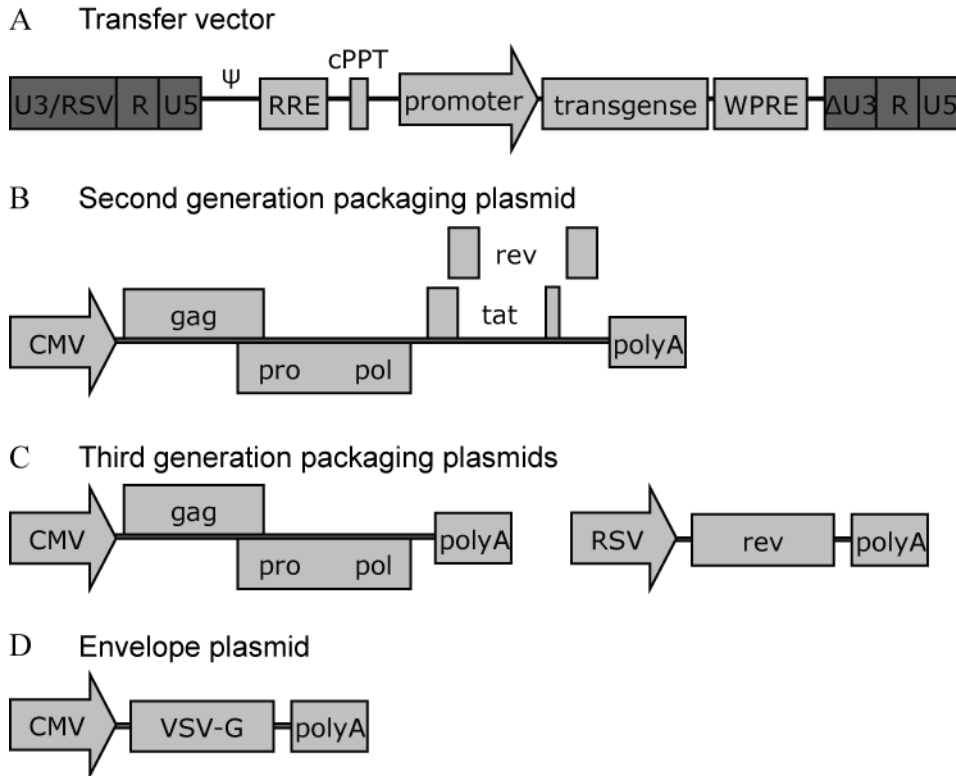 A Transfer vector
cPPT
Ψ
U3/RSV R U5 RRE promoter transgense WPRE ΔU3 R U5
B Second generation packaging plasmid
rev
gag tat
CMV polyA
pro pol
C Third generation packaging plasmids
gag
CMV polyA RSV rev polyA
pro pol
D Envelope plasmid
CMV VSV-G polyA